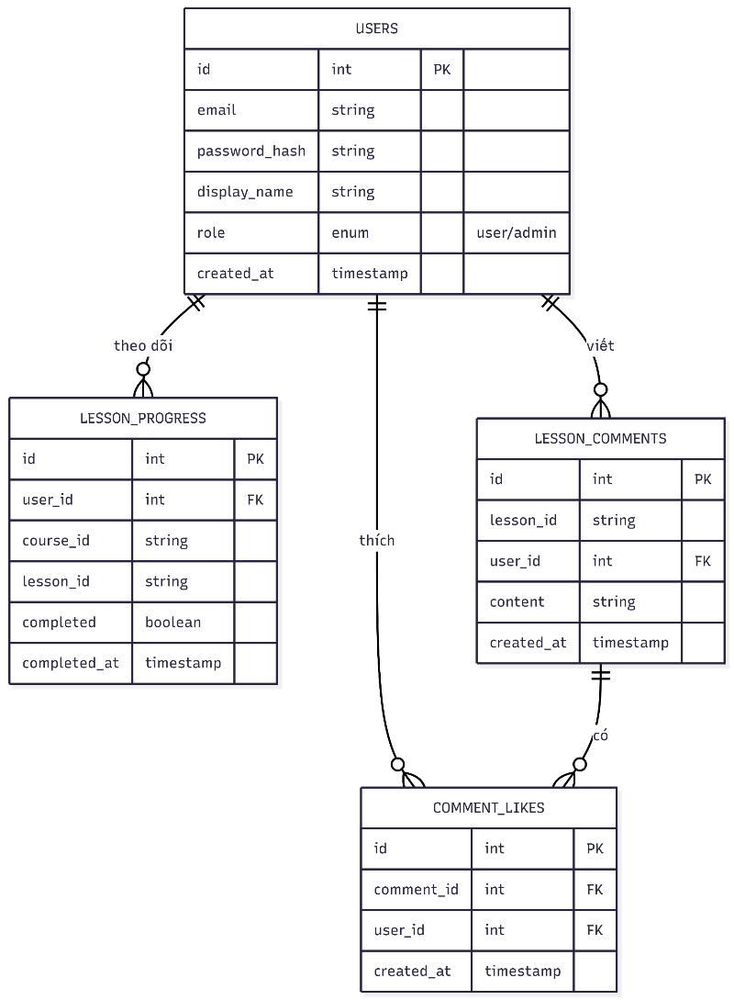 USERS
id int PK
email string
password_hash string
display_name string
role enum user/admin
created_at timestamp
theo dõi
viết
LESSON_PROGRESS
id int PK
user_id int FK
course_id string
lesson_id string
completed boolean
completed_at timestamp
LESSON_COMMENTS
id int PK
lesson_id string
user_id int FK
content string
created_at timestamp
thích
có
COMMENT_LIKES
id int PK
comment_id int FK
user_id int FK
created_at timestamp